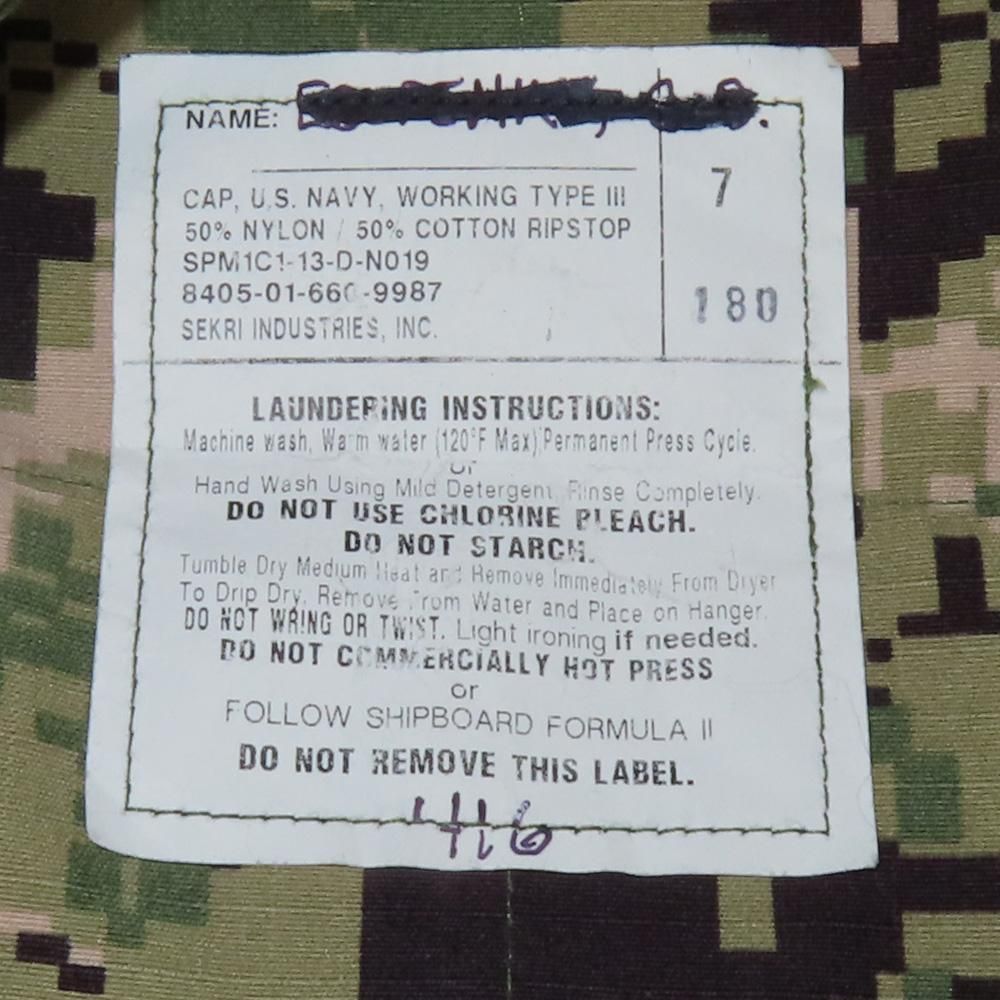 NAME:
CAP, U.S. NAVY, WORKING TYPE III
7
50% NYLON / 50% COTTON RIPSTOP
SPM1C1-13-D-N019
8405-01-660-9987
180
SEKRI INDUSTRIES, INC.
LAUNDERING INSTRUCTIONS:
Machine wash, Warm water (120°F Max) Permanent Press Cycle.
or
Hand Wash Using Mild Detergent, Rinse Completely.
DO NOT USE CHLORINE BLEACH.
DO NOT STARCH.
Tumble Dry Medium Heat and Remove Immediately From Dryer
To Drip Dry, Remove From Water and Place on Hanger.
DO NOT WRING OR TWIST. Light ironing if needed.
DO NOT COMMERCIALLY HOT PRESS
or
FOLLOW SHIPBOARD FORMULA II
DO NOT REMOVE THIS LABEL.